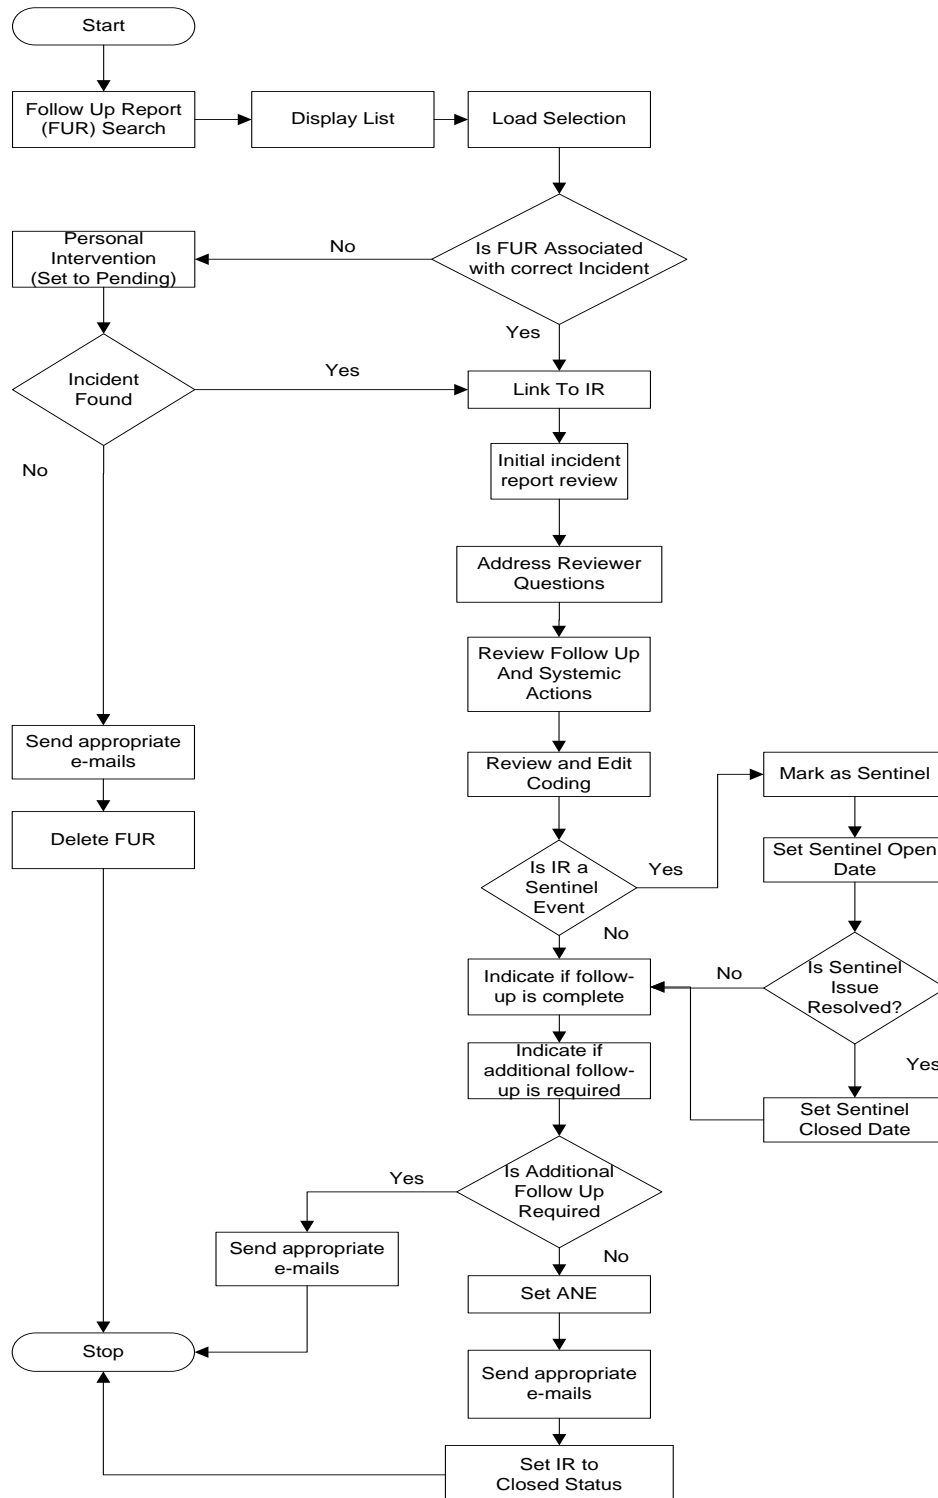 Start
Follow Up Report
(FUR) Search
Display List
Load Selection
Is FUR Associated
with correct Incident
No
Personal
Intervention
(Set to Pending)
Yes
Incident
Found
Yes
Link To IR
No
Initial incident
report review
Address Reviewer
Questions
Review Follow Up
And Systemic
Actions
Send appropriate
e-mails
Review and Edit
Coding
Mark as Sentinel
Delete FUR
Is IR a
Sentinel
Event
Yes
Set Sentinel Open
Date
No
Indicate if follow-
up is complete
No
Is Sentinel
Issue
Resolved?
Yes
Indicate if
additional follow-
up is required
Set Sentinel
Closed Date
Is Additional
Follow Up
Required
Yes
Send appropriate
e-mails
No
Set ANE
Stop
Send appropriate
e-mails
Set IR to
Closed Status